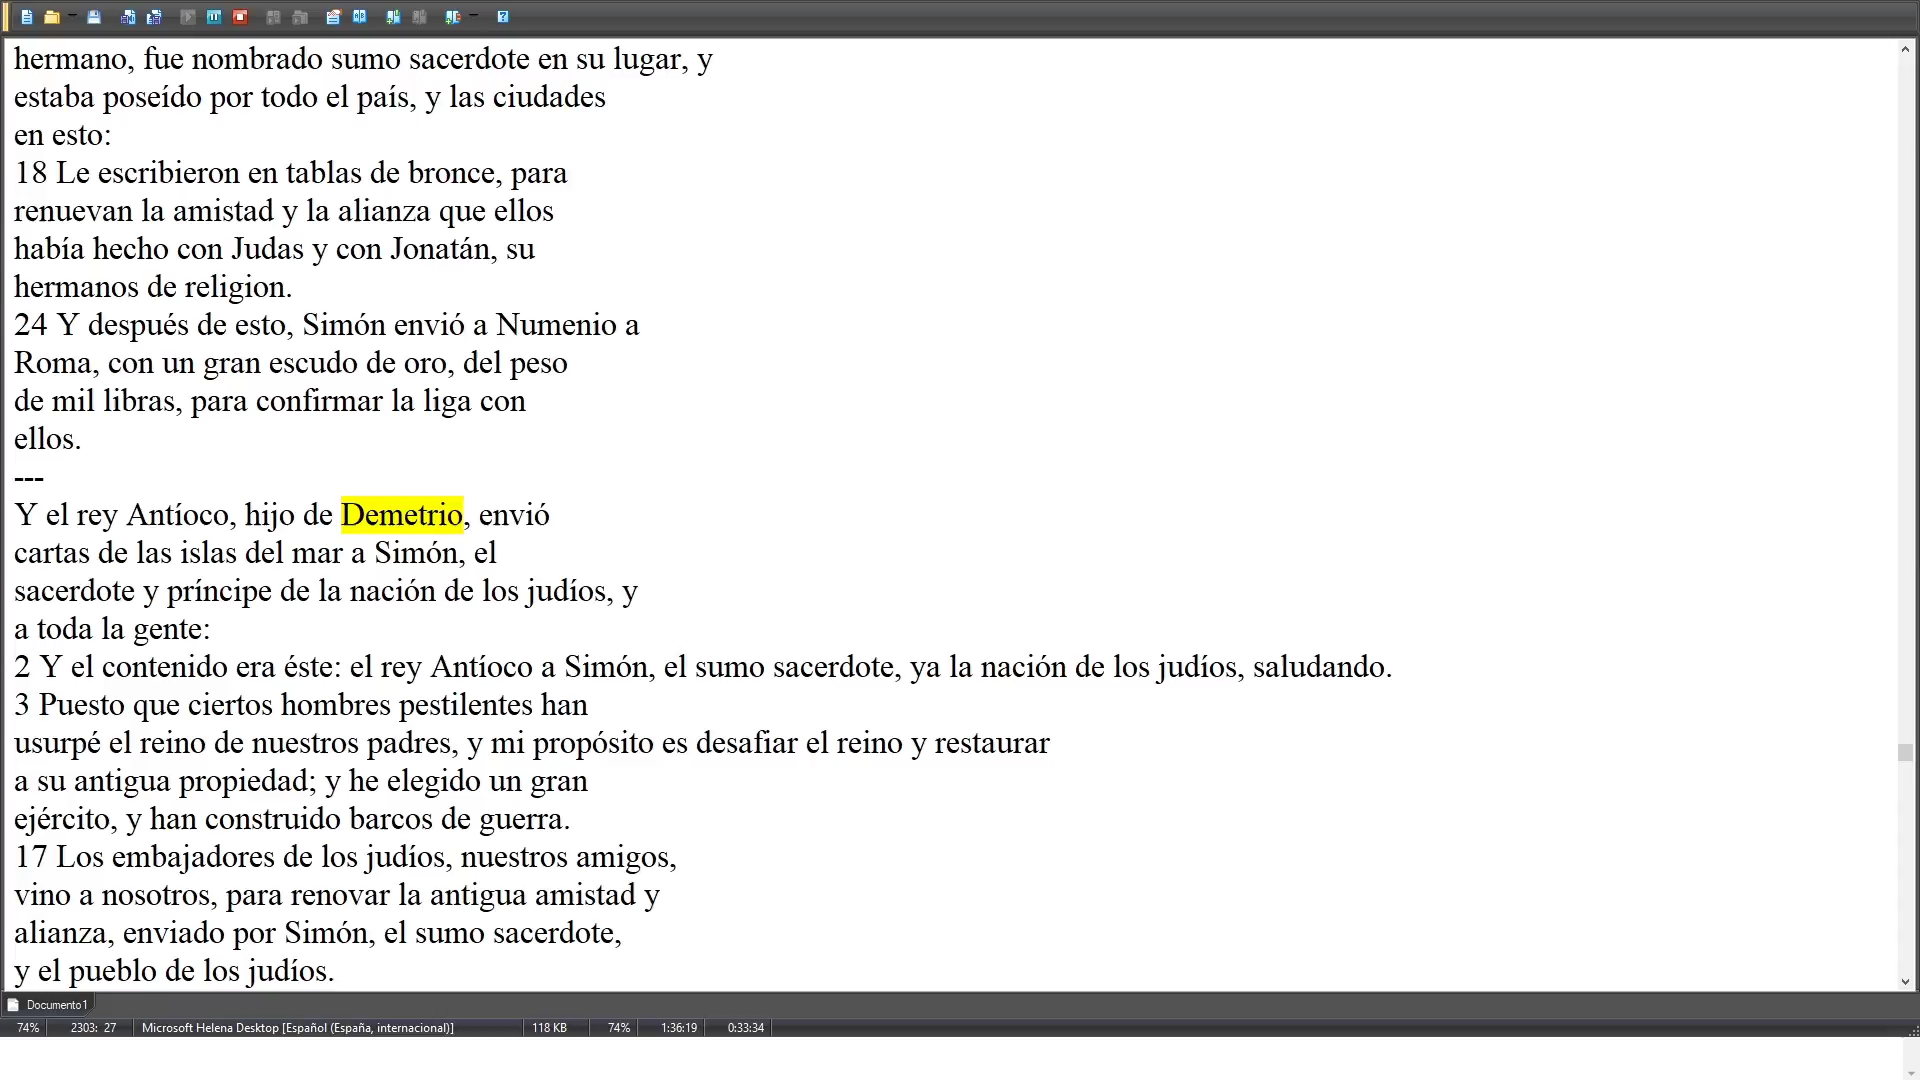 hermano, fue nombrado sumo sacerdote en su lugar, y
estaba poseído por todo el país, y las ciudades
en esto:
18 Le escribieron en tablas de bronce, para
renuevan la amistad y la alianza que ellos
había hecho con Judas y con Jonatán, su
hermanos de religion.
24 Y después de esto, Simón envió a Numenio a
Roma, con un gran escudo de oro, del peso
de mil libras, para confirmar la liga con
ellos.
---
Y el rey Antíoco, hijo de Demetrio, envió
cartas de las islas del mar a Simón, el
sacerdote y príncipe de la nación de los judíos, y
a toda la gente:
2 Y el contenido era éste: el rey Antíoco a Simón, el sumo sacerdote, ya la nación de los judíos, saludando.
3 Puesto que ciertos hombres pestilentes han
usurpé el reino de nuestros padres, y mi propósito es desafiar el reino y restaurar
a su antigua propiedad; y he elegido un gran
ejército, y han construido barcos de guerra.
17 Los embajadores de los judíos, nuestros amigos,
vino a nosotros, para renovar la antigua amistad y
alianza, enviado por Simón, el sumo sacerdote,
y el pueblo de los judíos.
Documento1
74% 2303: 27 Microsoft Helena Desktop [Español (España, internacional)] 118 KB 74% 1:36:19 0:33:34